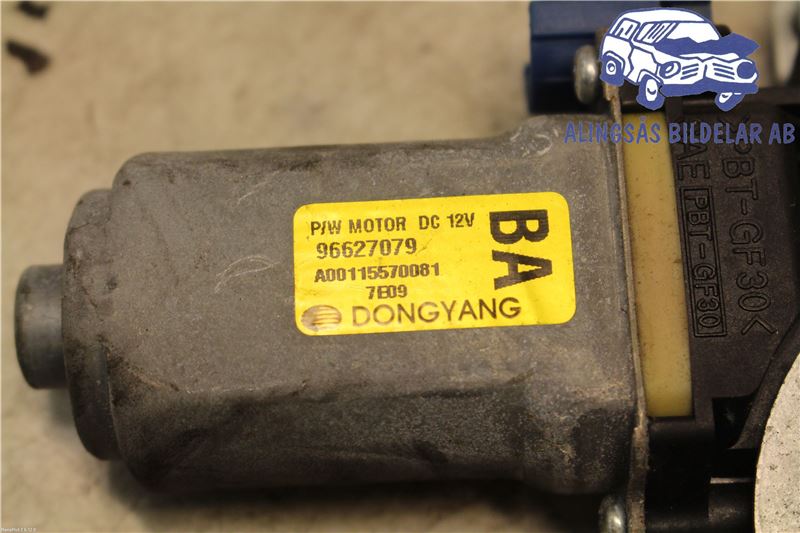 ALINGSÅS BILDELAR AB
P/W MOTOR DC 12V
96627079
A00115570081
7E09
DONGYANG
BA
PBT-GF30
PBT-GF30<